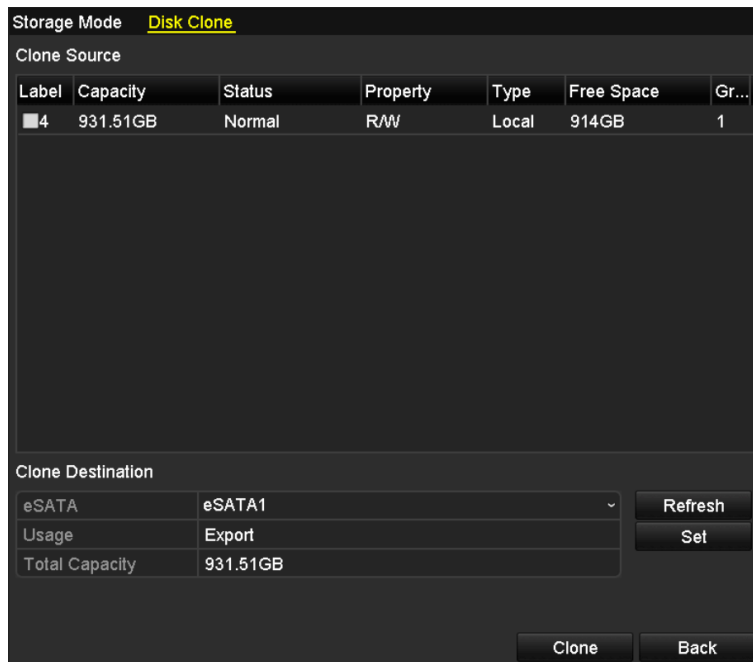 Storage Mode Disk Clone
Clone Source
Label Capacity Status Property Type Free Space Gr...
4 931.51GB Normal R/W Local 914GB 1
Clone Destination
eSATA eSATA1 Refresh
Usage Export Set
Total Capacity 931.51GB
Clone Back